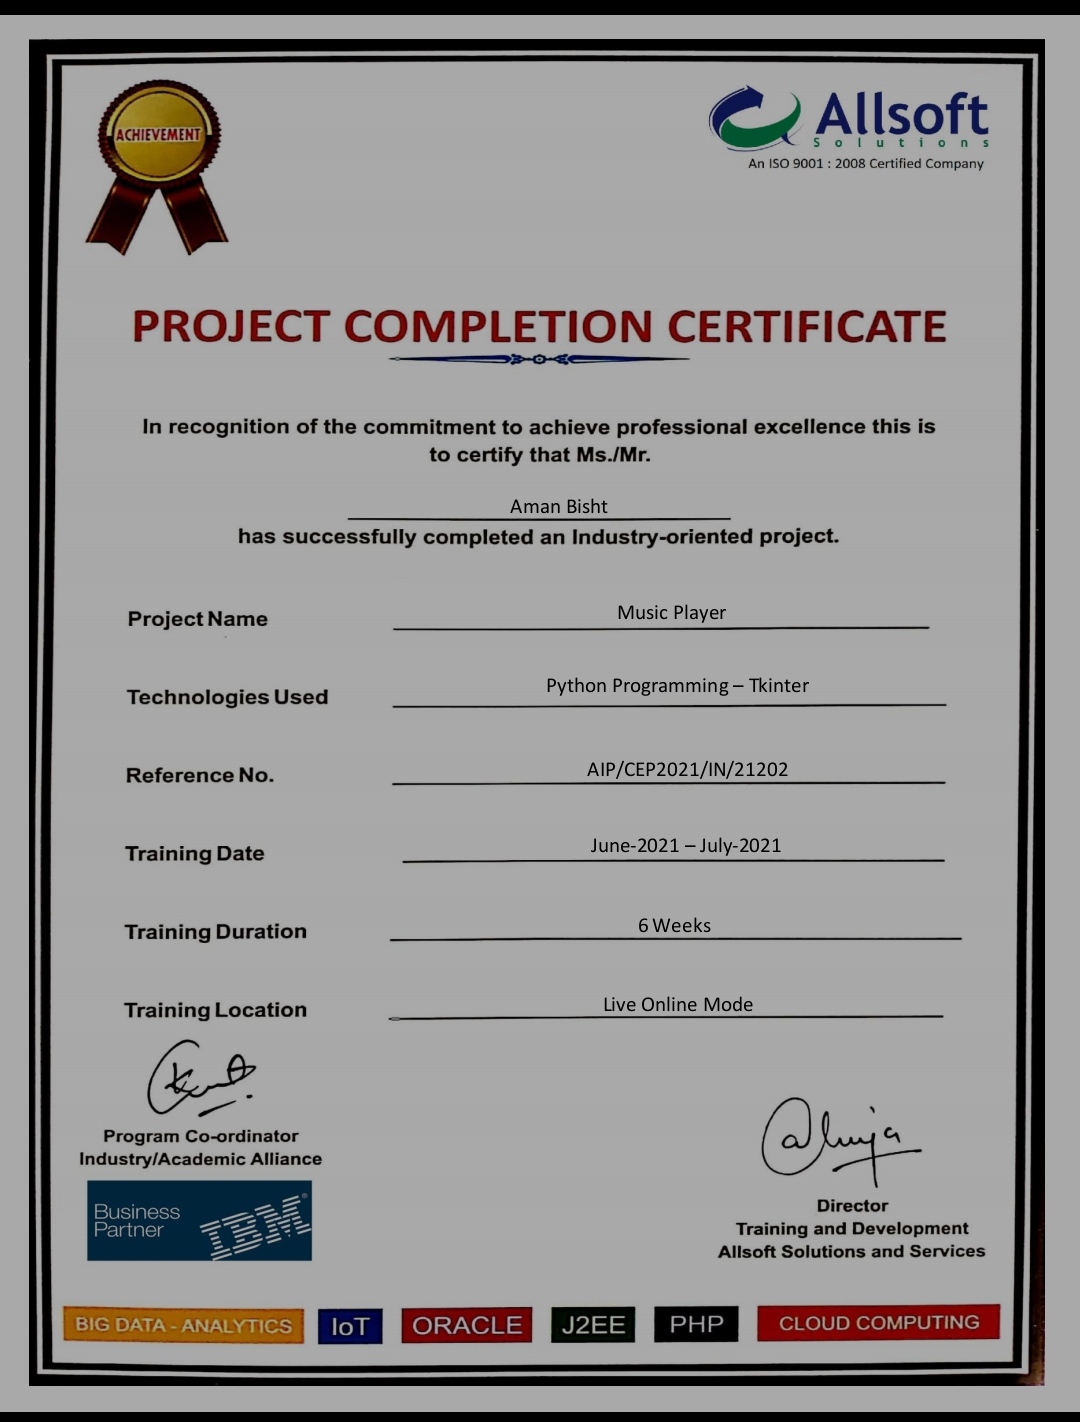 ACHIEVEMENT
Allsoft
Solutions
An ISO 9001 : 2008 Certified Company
PROJECT COMPLETION CERTIFICATE
In recognition of the commitment to achieve professional excellence this is
to certify that Ms./Mr.
Aman Bisht
has successfully completed an Industry-oriented project.
Project Name Music Player
Technologies Used Python Programming – Tkinter
Reference No. AIP/CEP2021/IN/21202
Training Date June-2021 – July-2021
Training Duration 6 Weeks
Training Location Live Online Mode
Program Co-ordinator
Industry/Academic Alliance
Business
Partner
IBM®
Ahuja
Director
Training and Development
Allsoft Solutions and Services
BIG DATA - ANALYTICS IoT ORACLE J2EE PHP CLOUD COMPUTING